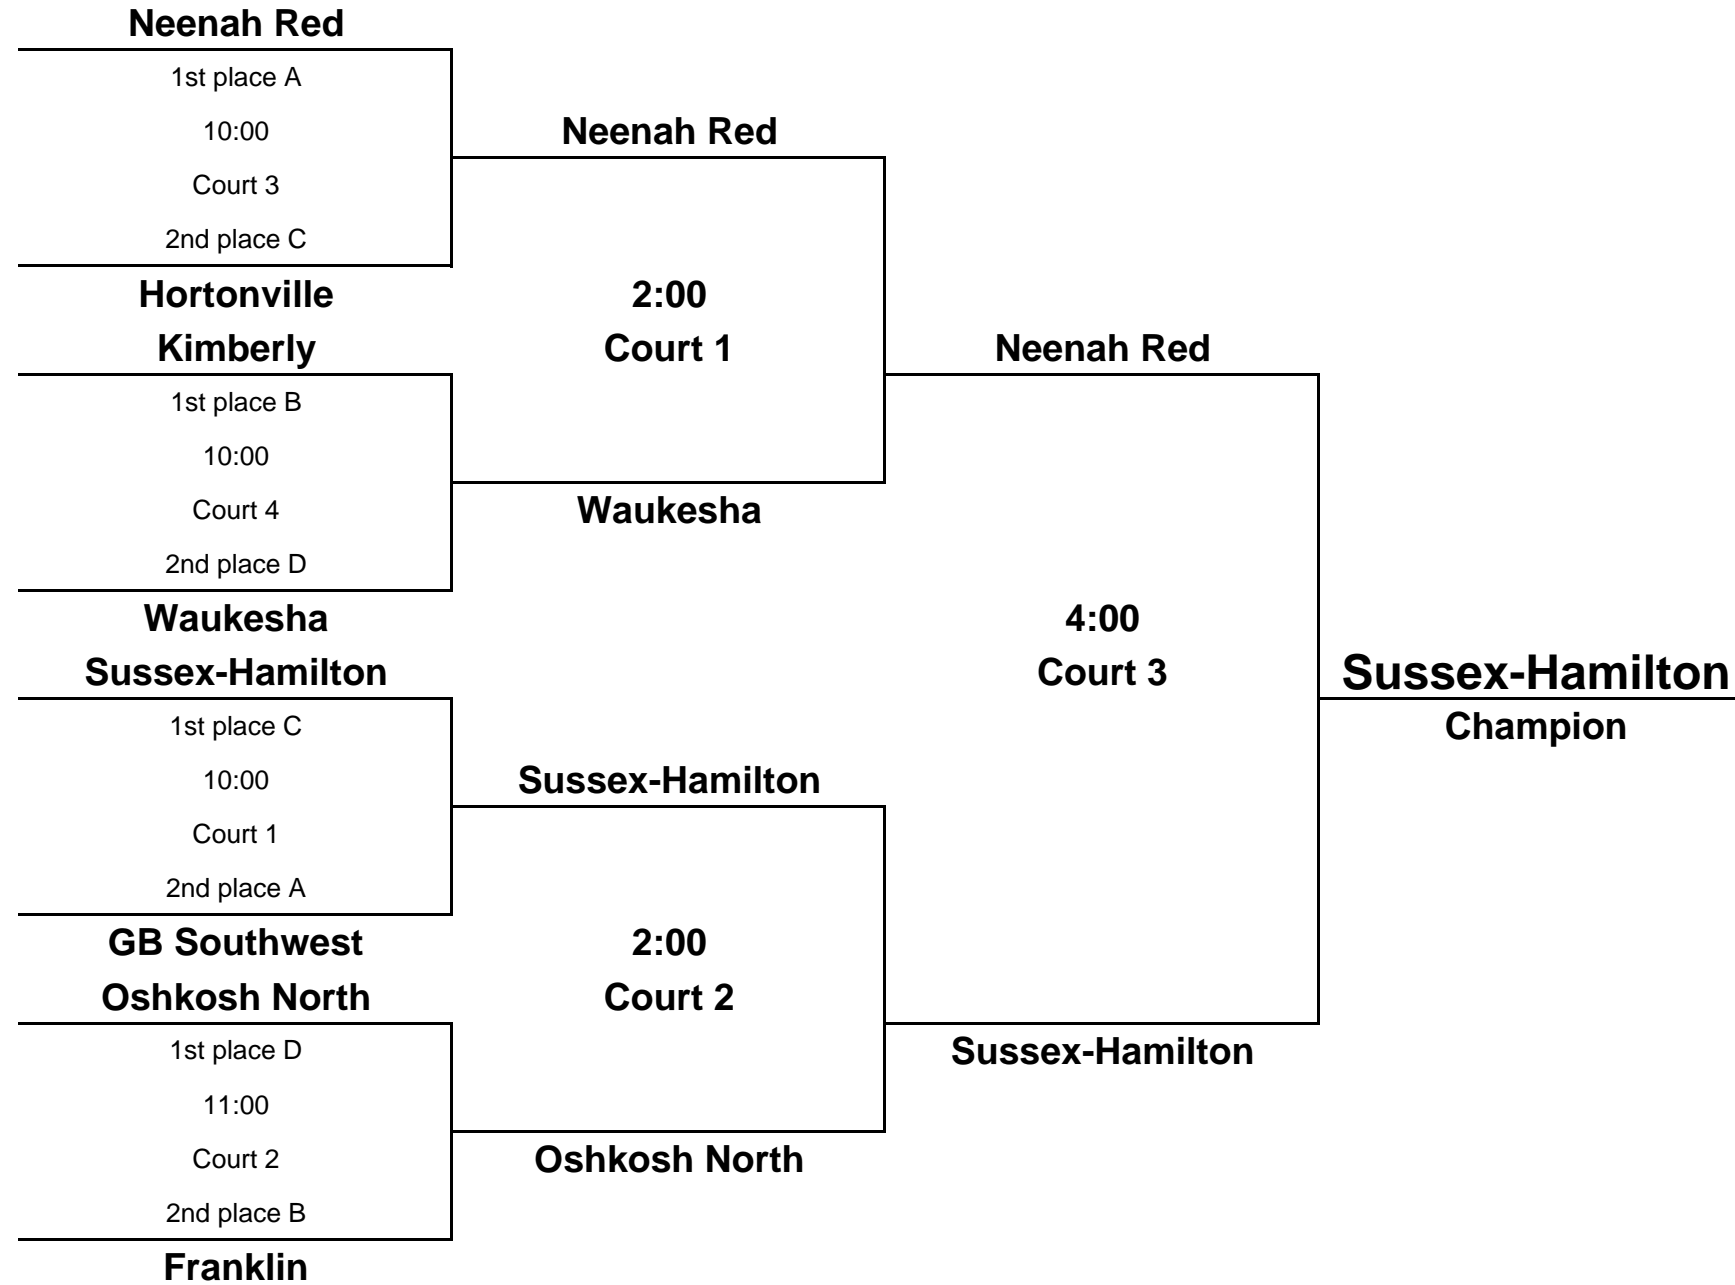 Neenah Red
1st place A
10:00
Neenah Red
Court 3
2nd place C
Hortonville
2:00
Kimberly
Court 1
Neenah Red
1st place B
10:00
Court 4
Waukesha
2nd place D
Waukesha
4:00
Sussex-Hamilton
Court 3
Sussex-Hamilton
1st place C
Champion
10:00
Sussex-Hamilton
Court 1
2nd place A
GB Southwest
2:00
Oshkosh North
Court 2
1st place D
Sussex-Hamilton
11:00
Court 2
Oshkosh North
2nd place B
Franklin